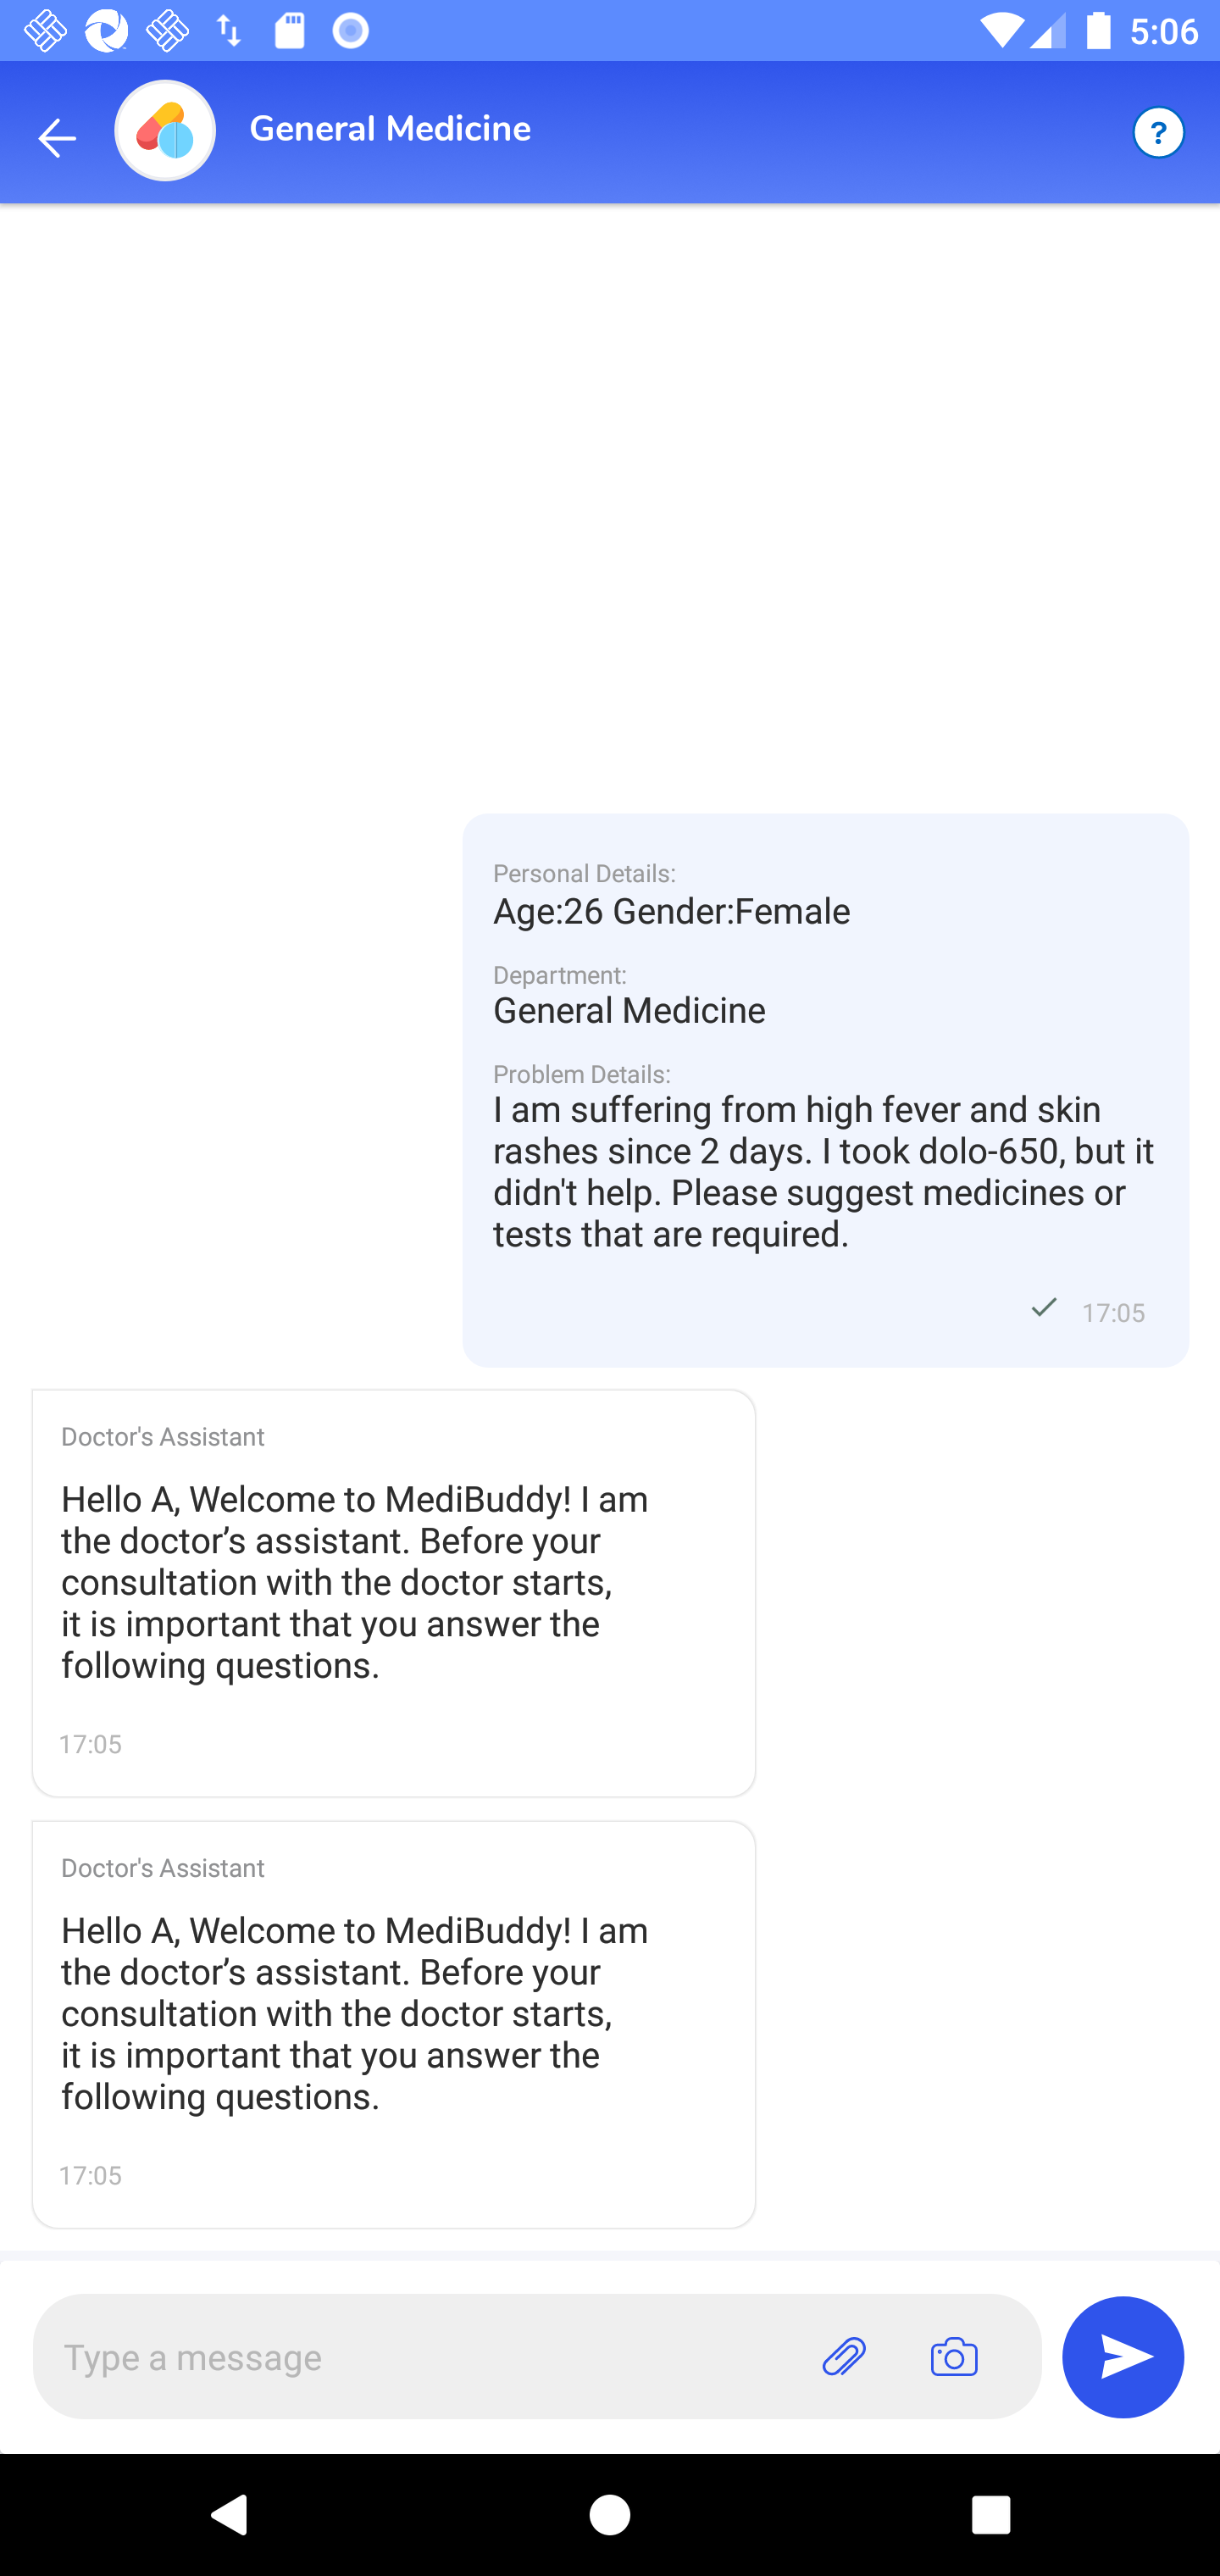 5:06
General Medicine
?
Personal Details:
Age:26 Gender:Female
Department:
General Medicine
Problem Details:
I am suffering from high fever and skin
rashes since 2 days. I took dolo-650, but it
didn't help. Please suggest medicines or
tests that are required.
17:05
Doctor's Assistant
Hello A, Welcome to MediBuddy! I am
the doctor’s assistant. Before your
consultation with the doctor starts,
it is important that you answer the
following questions.
17:05
Doctor's Assistant
Hello A, Welcome to MediBuddy! I am
the doctor’s assistant. Before your
consultation with the doctor starts,
it is important that you answer the
following questions.
17:05
Type a message